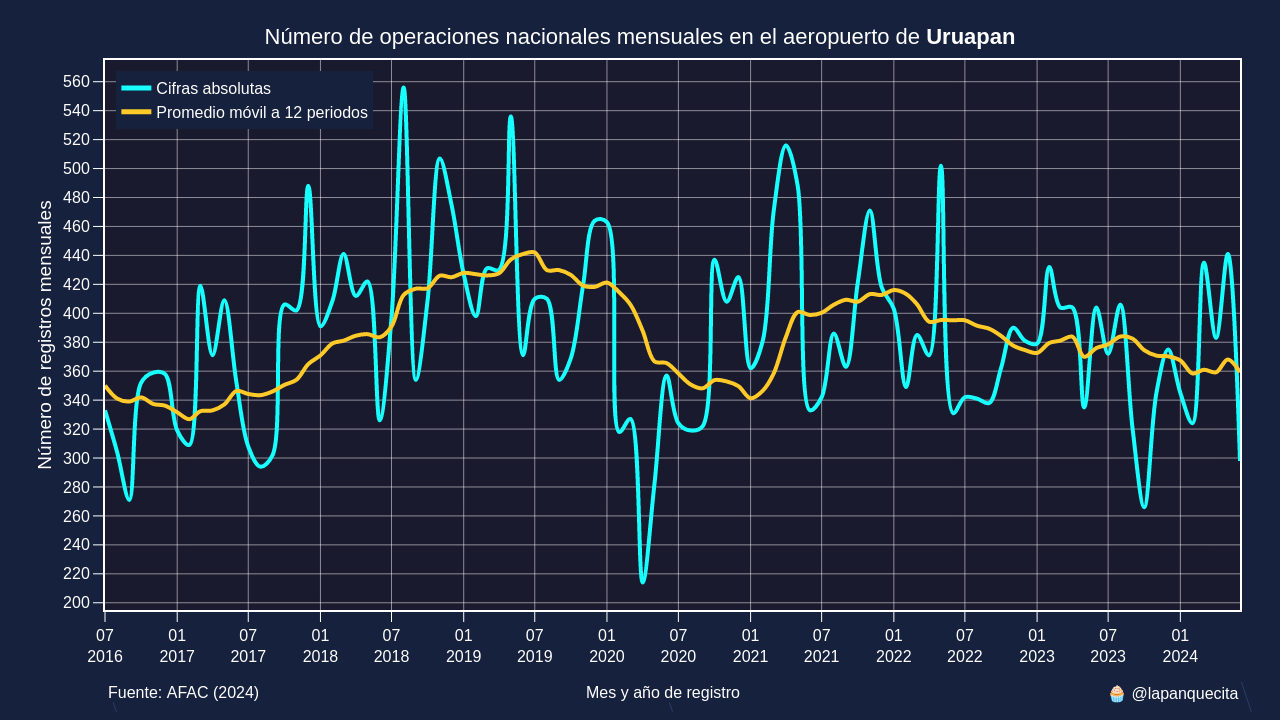 Número de operaciones nacionales mensuales en el aeropuerto de Uruapan
Cifras absolutas
Promedio móvil a 12 periodos
Número de registros mensuales
560
540
520
500
480
460
440
420
400
380
360
340
320
300
280
260
240
220
200
07 01 07 01 07 01 07 01 07 01 07 01 07 01 07 01
2016 2017 2017 2018 2018 2019 2019 2020 2020 2021 2021 2022 2022 2023 2023 2024
Fuente: AFAC (2024) Mes y año de registro 🧁 @lapanquecita